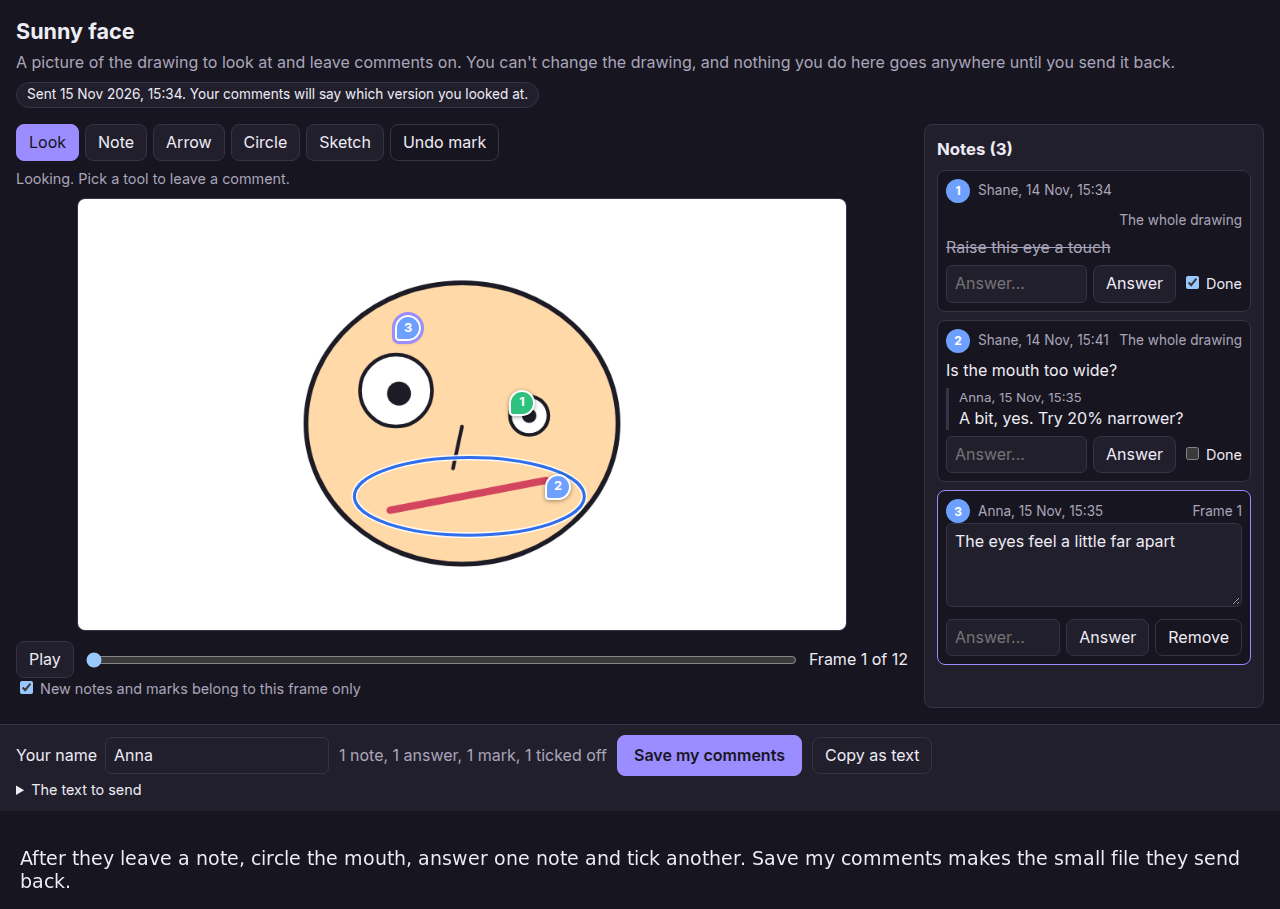 Sunny face
A picture of the drawing to look at and leave comments on. You can't change the drawing, and nothing you do here goes anywhere until you send it back.
Sent 15 Nov 2026, 15:34. Your comments will say which version you looked at.
Look Note Arrow Circle Sketch Undo mark
Looking. Pick a tool to leave a comment.
3
1
2
Play Frame 1 of 12
New notes and marks belong to this frame only
Notes (3)
1 Shane, 14 Nov, 15:34
The whole drawing
Raise this eye a touch
Answer... Answer Done
2 Shane, 14 Nov, 15:41 The whole drawing
Is the mouth too wide?
Anna, 15 Nov, 15:35
A bit, yes. Try 20% narrower?
Answer... Answer Done
3 Anna, 15 Nov, 15:35 Frame 1
The eyes feel a little far apart
Answer... Answer Remove
Your name Anna 1 note, 1 answer, 1 mark, 1 ticked off Save my comments Copy as text
The text to send
After they leave a note, circle the mouth, answer one note and tick another. Save my comments makes the small file they send
back.